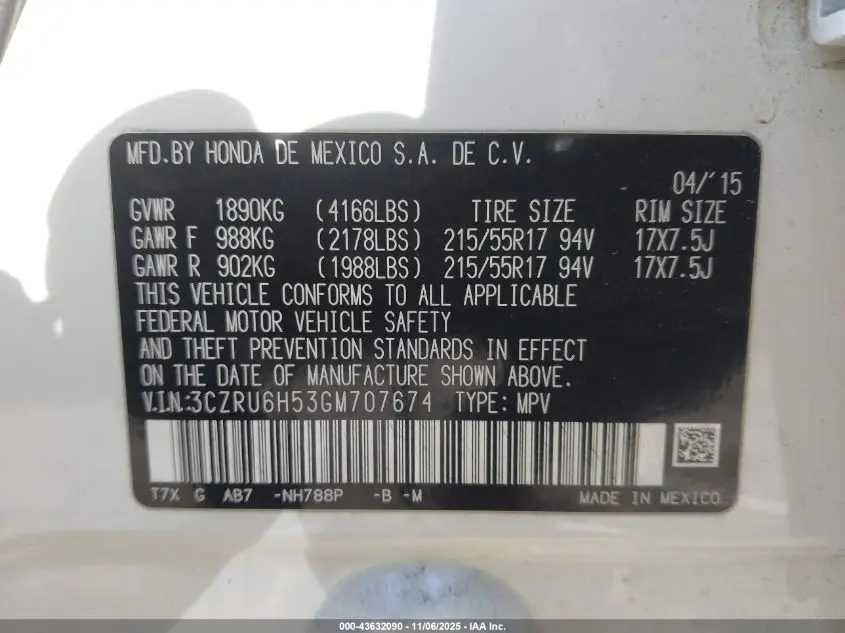 MFD.BY HONDA DE MEXICO S.A. DE C.V.
04/'15
GVWR 1890KG (4166LBS) TIRE SIZE RIM SIZE
GAWR F 988KG (2178LBS) 215/55R17 94V 17X7.5J
GAWR R 902KG (1988LBS) 215/55R17 94V 17X7.5J
THIS VEHICLE CONFORMS TO ALL APPLICABLE
FEDERAL MOTOR VEHICLE SAFETY
AND THEFT PREVENTION STANDARDS IN EFFECT
ON THE DATE OF MANUFACTURE SHOWN ABOVE.
V.I.N:3CZRU6H53GM707674 TYPE: MPV
T7X G AB7 -NH788P -B -M MADE IN MEXICO
000-43632090 - 11/06/2025 - IAA Inc.